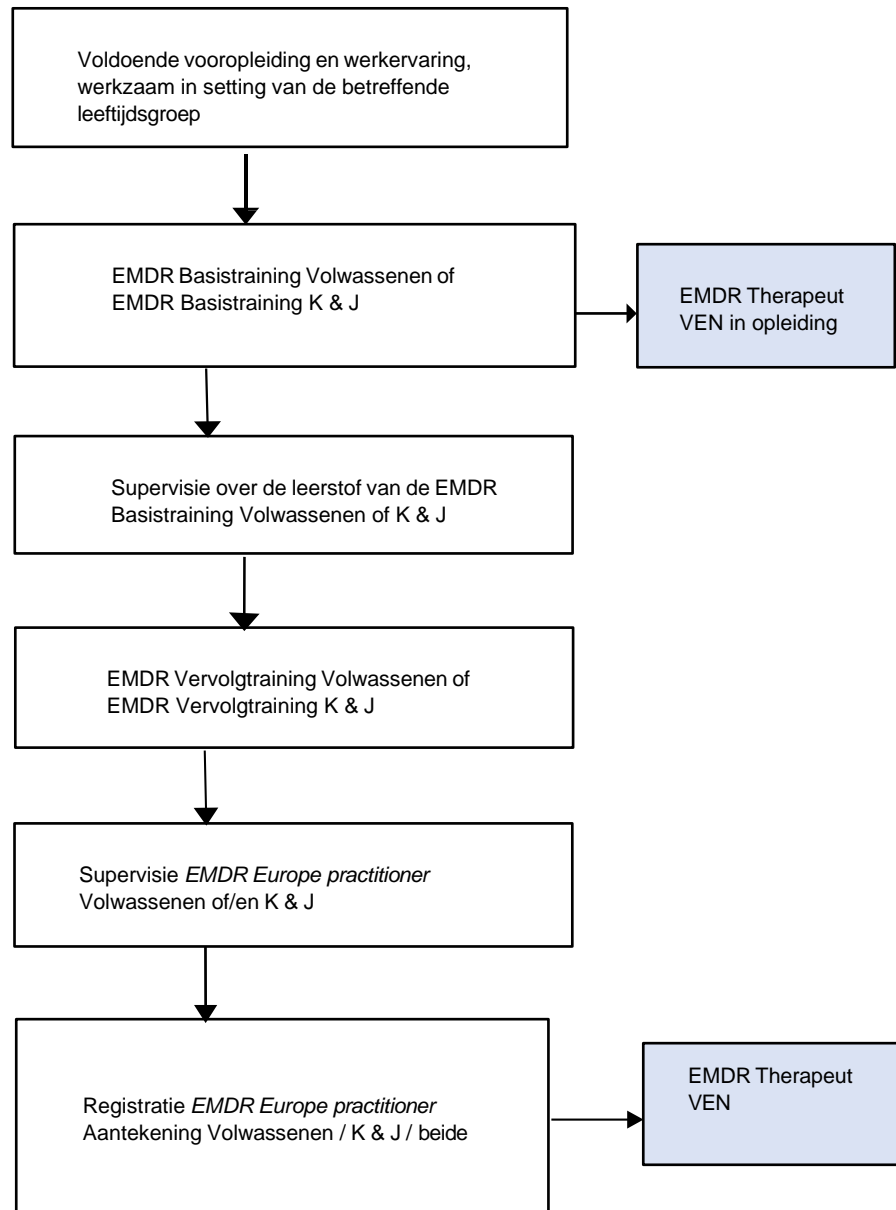 Voldoende vooropleiding en werkervaring,
werkzaam in setting van de betreffende
leeftijdsgroep
EMDR Basistraining Volwassenen of
EMDR Basistraining K & J
EMDR Therapeut
VEN in opleiding
Supervisie over de leerstof van de EMDR
Basistraining Volwassenen of K & J
EMDR Vervolgtraining Volwassenen of
EMDR Vervolgtraining K & J
Supervisie EMDR Europe practitioner
Volwassenen of/en K & J
Registratie EMDR Europe practitioner
Aantekening Volwassenen / K & J / beide
EMDR Therapeut
VEN